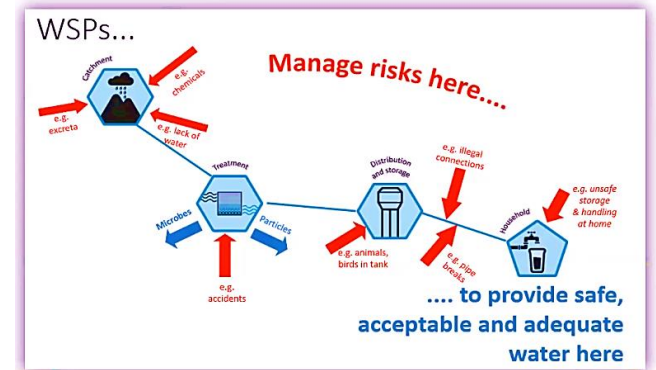 WSPs...
Catchment
e.g.
chemicals
Manage risks here....
e.g.
excreta
e.g. lack of
water
Treatment
Microbes
Particles
e.g.
accidents
Distribution
and storage
e.g. animals,
birds in tank
e.g. illegal
connections
e.g. pipe
breaks
Household
e.g. unsafe
storage
& handling
at home
.... to provide safe,
acceptable and adequate
water here